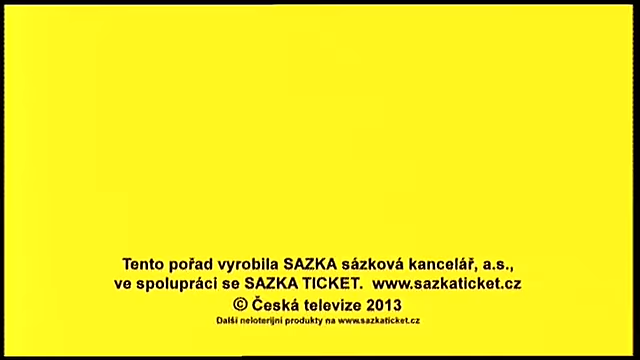 Tento pořad vyrobila SAZKA sázková kancelář, a.s.,
ve spolupráci se SAZKA TICKET. www.sazkaticket.cz
© Česká televize 2013
Další neloterijní produkty na www.sazkaticket.cz